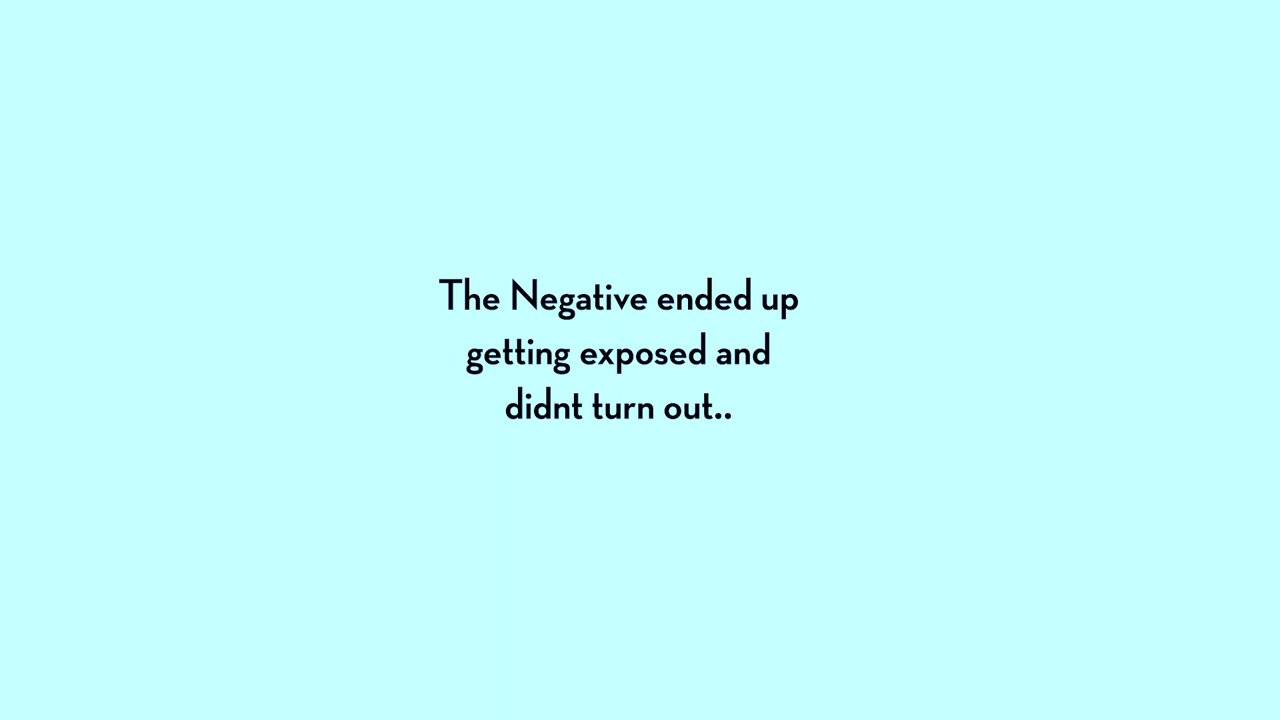 The Negative ended up
getting exposed and
didnt turn out..